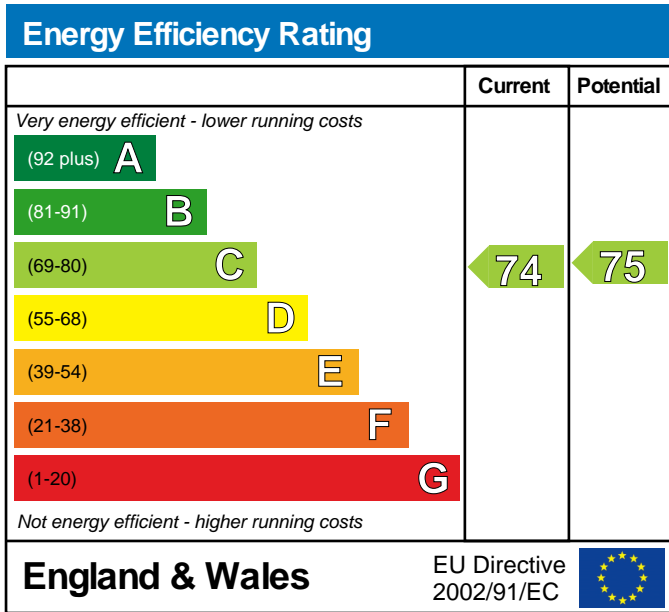 Energy Efficiency Rating
Current Potential
Very energy efficient - lower running costs
(92 plus) A
(81-91) B
(69-80) C 74 75
(55-68) D
(39-54) E
(21-38) F
(1-20) G
Not energy efficient - higher running costs
England & Wales
EU Directive
2002/91/EC